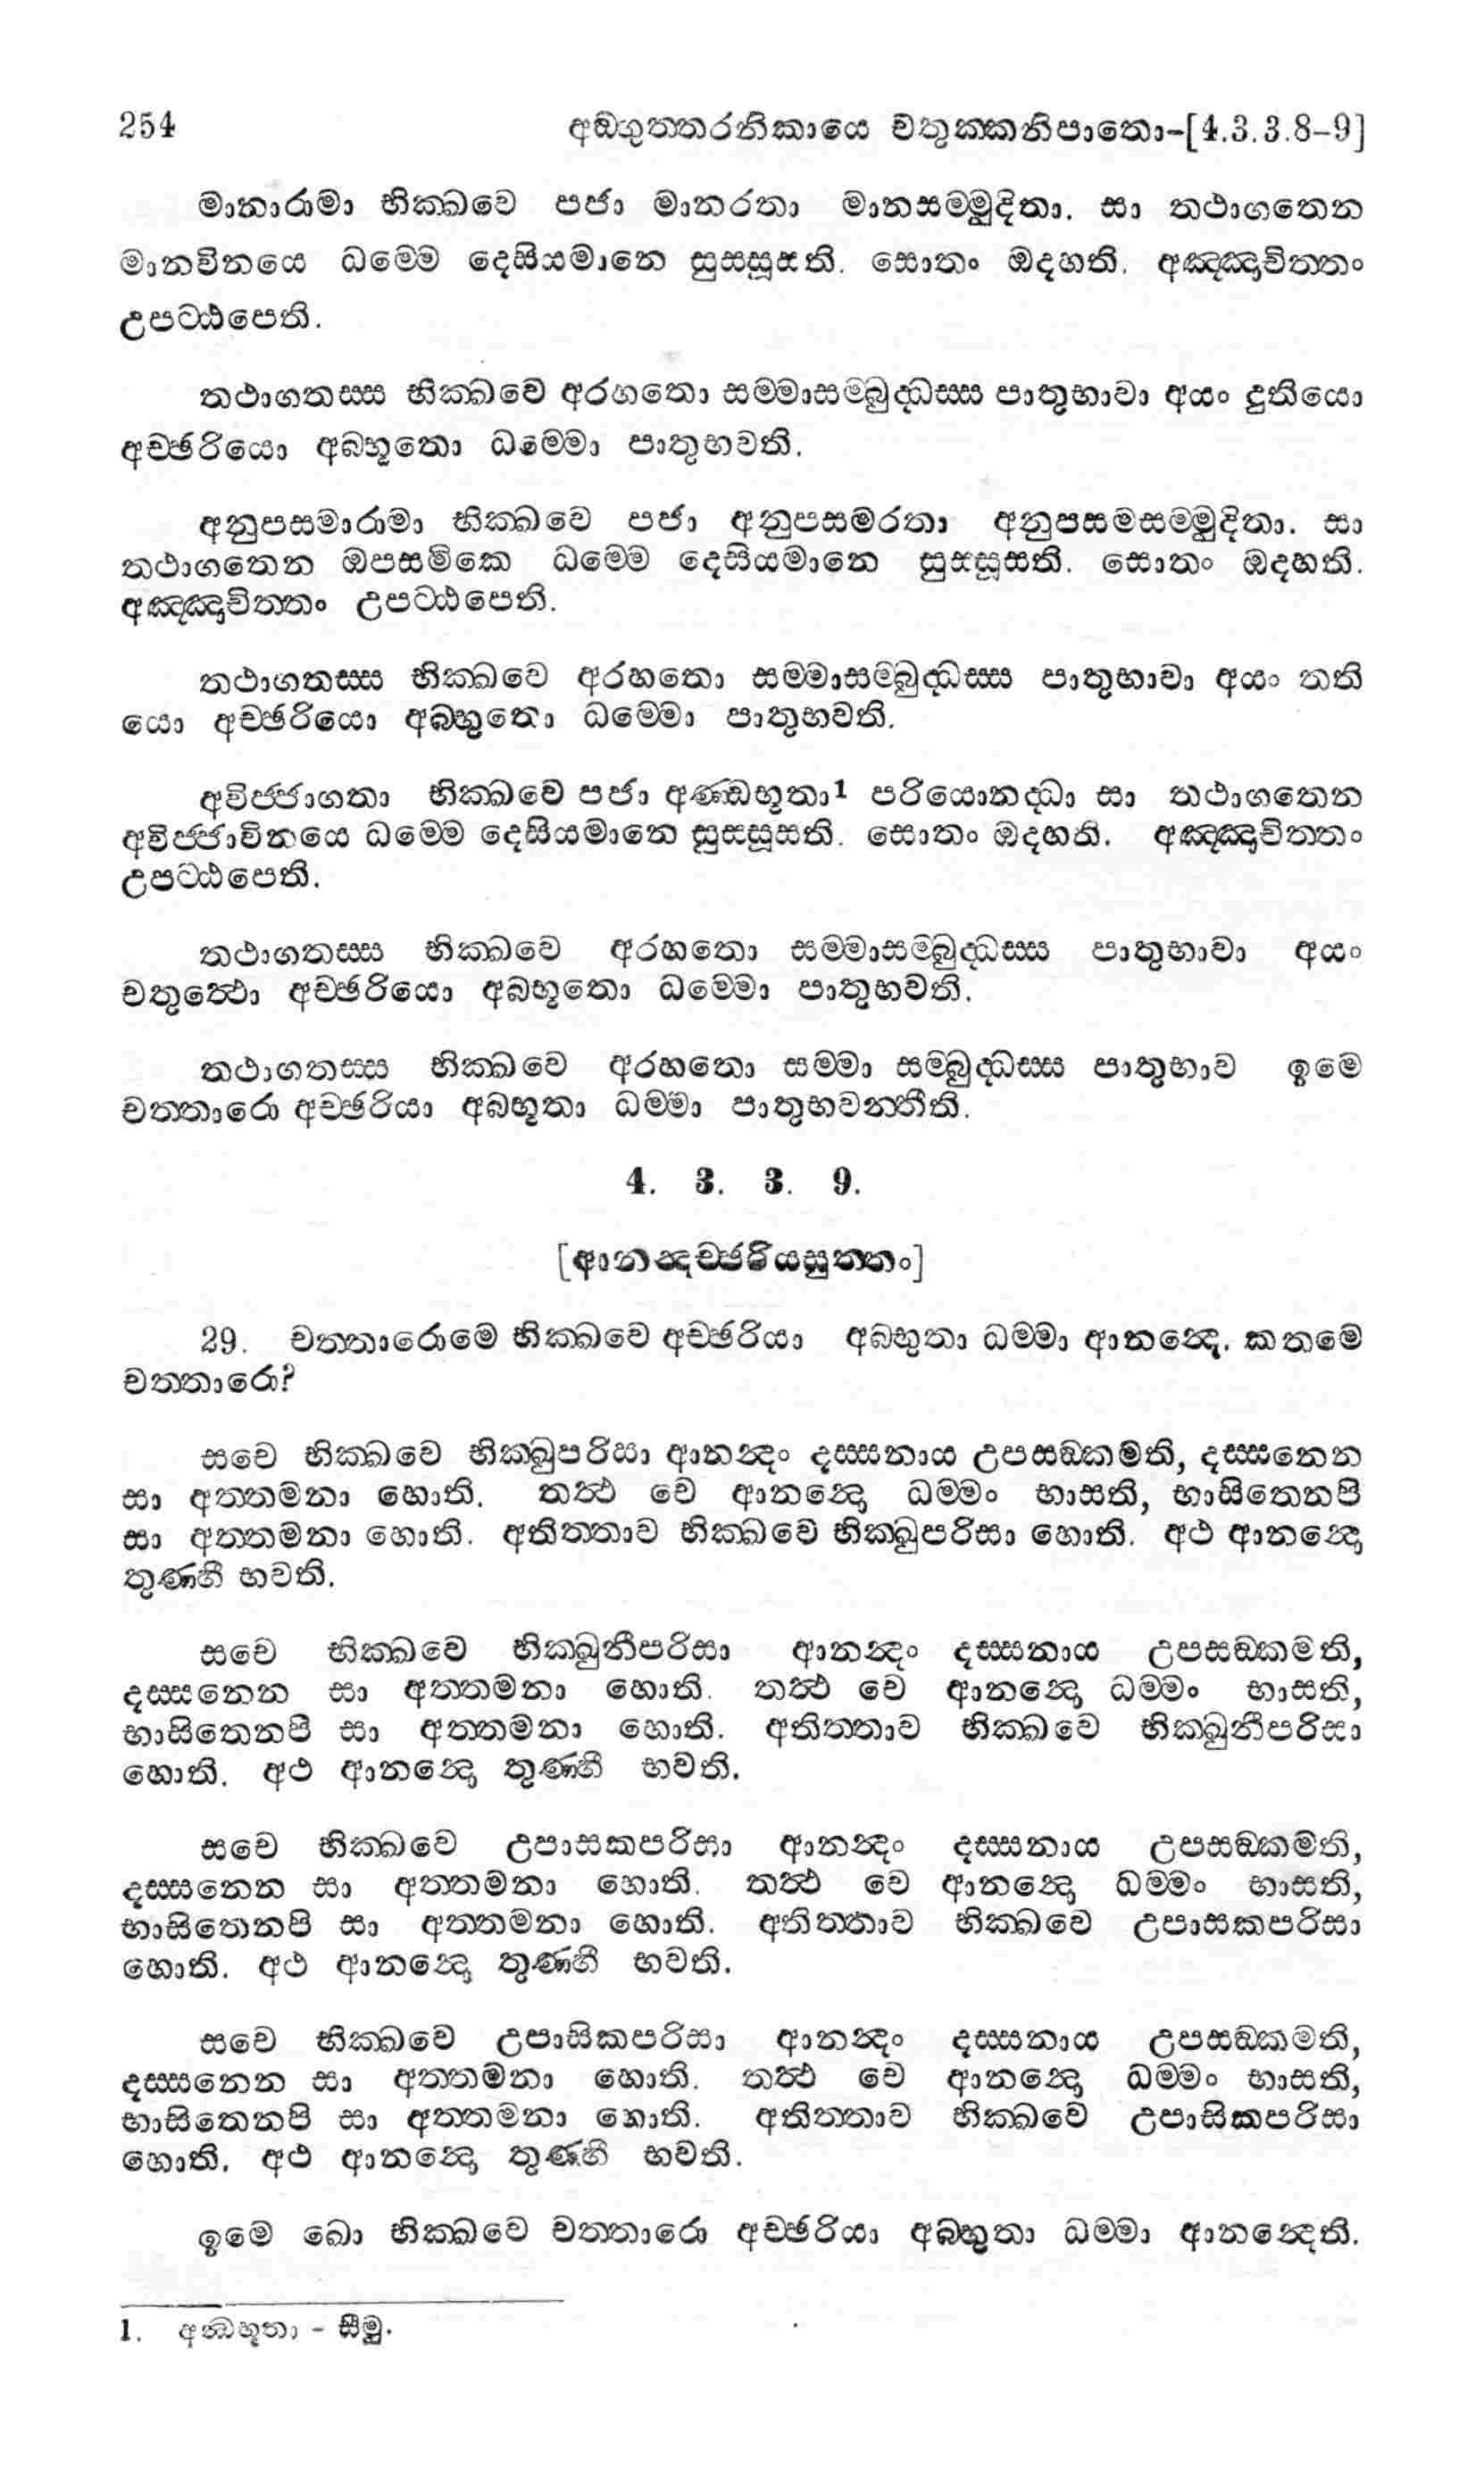 254 අඞ්ගුත්තරනිකායෙ චතුක්කනිපාතො-[4.3.3.8-9]
මානාරාමා භික්ඛවෙ පජා මානරතා මානසම්මුදිතා. සා තථාගතෙන
මානවිනයෙ ධම්මෙ දෙසියමානෙ සුස්සූසති. සොතං ඔදහති. අඤ්ඤාචිත්තං
උපට්ඨපෙති.
තථාගතස්ස භික්ඛවෙ අරහතො සම්මාසම්බුද්ධස්ස පාතුභාවා අයං දුතියො
අච්ඡරියො අබ්භූතො ධම්මො පාතුභවති.
අනුපසමාරාමා භික්ඛවෙ පජා අනුපසමරතා අනුපසමසම්මුදිතා. සා
තථාගතෙන ඔපසමිකෙ ධම්මෙ දෙසියමානෙ සුස්සූසති. සොතං ඔදහති.
අඤ්ඤාචිත්තං උපට්ඨපෙති.
තථාගතස්ස භික්ඛවෙ අරහතො සම්මාසම්බුද්ධස්ස පාතුභාවා අයං තති
යො අච්ඡරියො අබ්භුතො ධම්මො පාතුභවති.
අවිජ්ජාගතා භික්ඛවෙ පජා අණ්ඩභූතා1 පරියොනද්ධා සා තථාගතෙන
අවිජ්ජාවිනයෙ ධම්මෙ දෙසියමානෙ සුස්සූසති. සොතං ඔදහති. අඤ්ඤාචිත්තං
උපට්ඨපෙති.
තථාගතස්ස භික්ඛවෙ අරහතො සම්මාසම්බුද්ධස්ස පාතුභාවා අයං
චතුත්ථො අච්ඡරියො අබ්භූතො ධම්මො පාතුභවති.
තථාගතස්ස භික්ඛවෙ අරහතො සම්මා සම්බුද්ධස්ස පාතුභාව ඉමෙ
චත්තාරො අච්ඡරියා අබ්භූතා ධම්මා පාතුභවන්තීති.
4. 3. 3. 9.
[ආනන්දච්ඡරියසුත්තං]
29. චත්තාරොමෙ භික්ඛවෙ අච්ඡරියා අබ්භුතා ධම්මා ආනන්දෙ. කතමෙ
චත්තාරො?
සචෙ භික්ඛවෙ භික්ඛුපරිසා ආනන්දං දස්සනාය උපසඞ්කමති, දස්සනෙන
සා අත්තමනා හොති. තත්ථ චෙ ආනන්දො ධම්මං භාසති, භාසිතෙනපි
සා අත්තමනා හොති. අතිත්තාව භික්ඛවෙ භික්ඛුපරිසා හොති. අථ ආනන්දො
තුණ්හී භවති.
සචෙ භික්ඛවෙ භික්ඛුනීපරිසා ආනන්දං දස්සනාය උපසඞ්කමති,
දස්සනෙන සා අත්තමනා හොති. තත්ථ චෙ ආනන්දො ධම්මං භාසති,
භාසිතෙනපි සා අත්තමනා හොති. අතිත්තාව භික්ඛවෙ භික්ඛුනීපරිසා
හොති. අථ ආනන්දො තුණ්හී භවති.
සචෙ භික්ඛවෙ උපාසකපරිසා ආනන්දං දස්සනාය උපසඞ්කමති,
දස්සනෙන සා අත්තමනා හොති. තත්ථ චෙ ආනන්දො ධම්මං භාසති,
භාසිතෙනපි සා අත්තමනා හොති. අතිත්තාව භික්ඛවෙ උපාසකපරිසා
හොති. අථ ආනන්දො තුණ්හී භවති.
සචෙ භික්ඛවෙ උපාසිකපරිසා ආනන්දං දස්සනාය උපසඞ්කමති,
දස්සනෙන සා අත්තමනා හොති. තත්ථ චෙ ආනන්දො ධම්මං භාසති,
භාසිතෙනපි සා අත්තමනා හොති. අතිත්තාව භික්ඛවෙ උපාසිකපරිසා
හොති. අථ ආනන්දො තුණ්හී භවති.
ඉමෙ ඛො භික්ඛවෙ චත්තාරො අච්ඡරියා අබ්භුතා ධම්මා ආනන්දෙති.
1. අන්ධභූතා - සීමු.